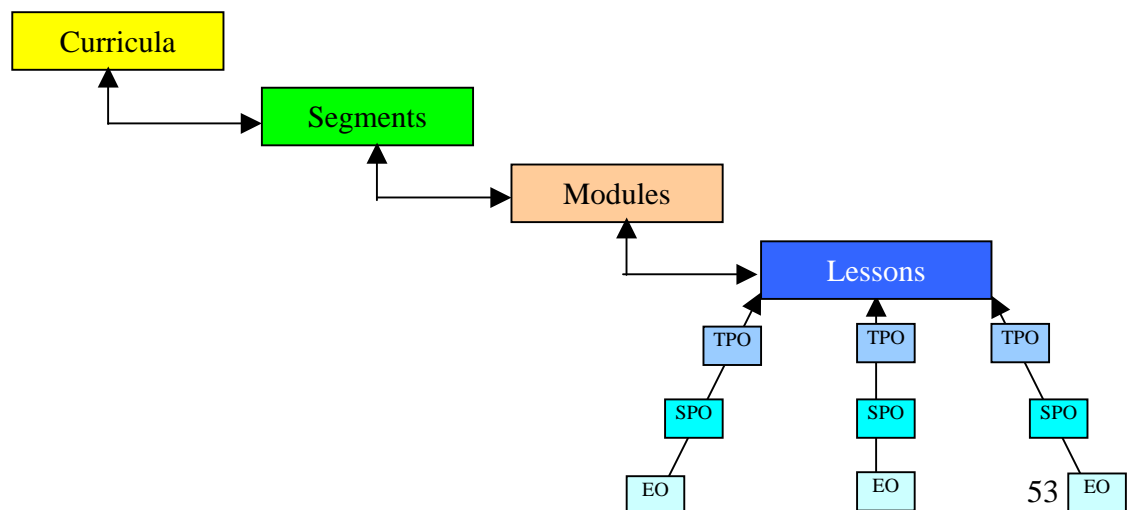 Curricula
Segments
Modules
Lessons
TPO TPO TPO
SPO SPO SPO
EO EO 53 EO